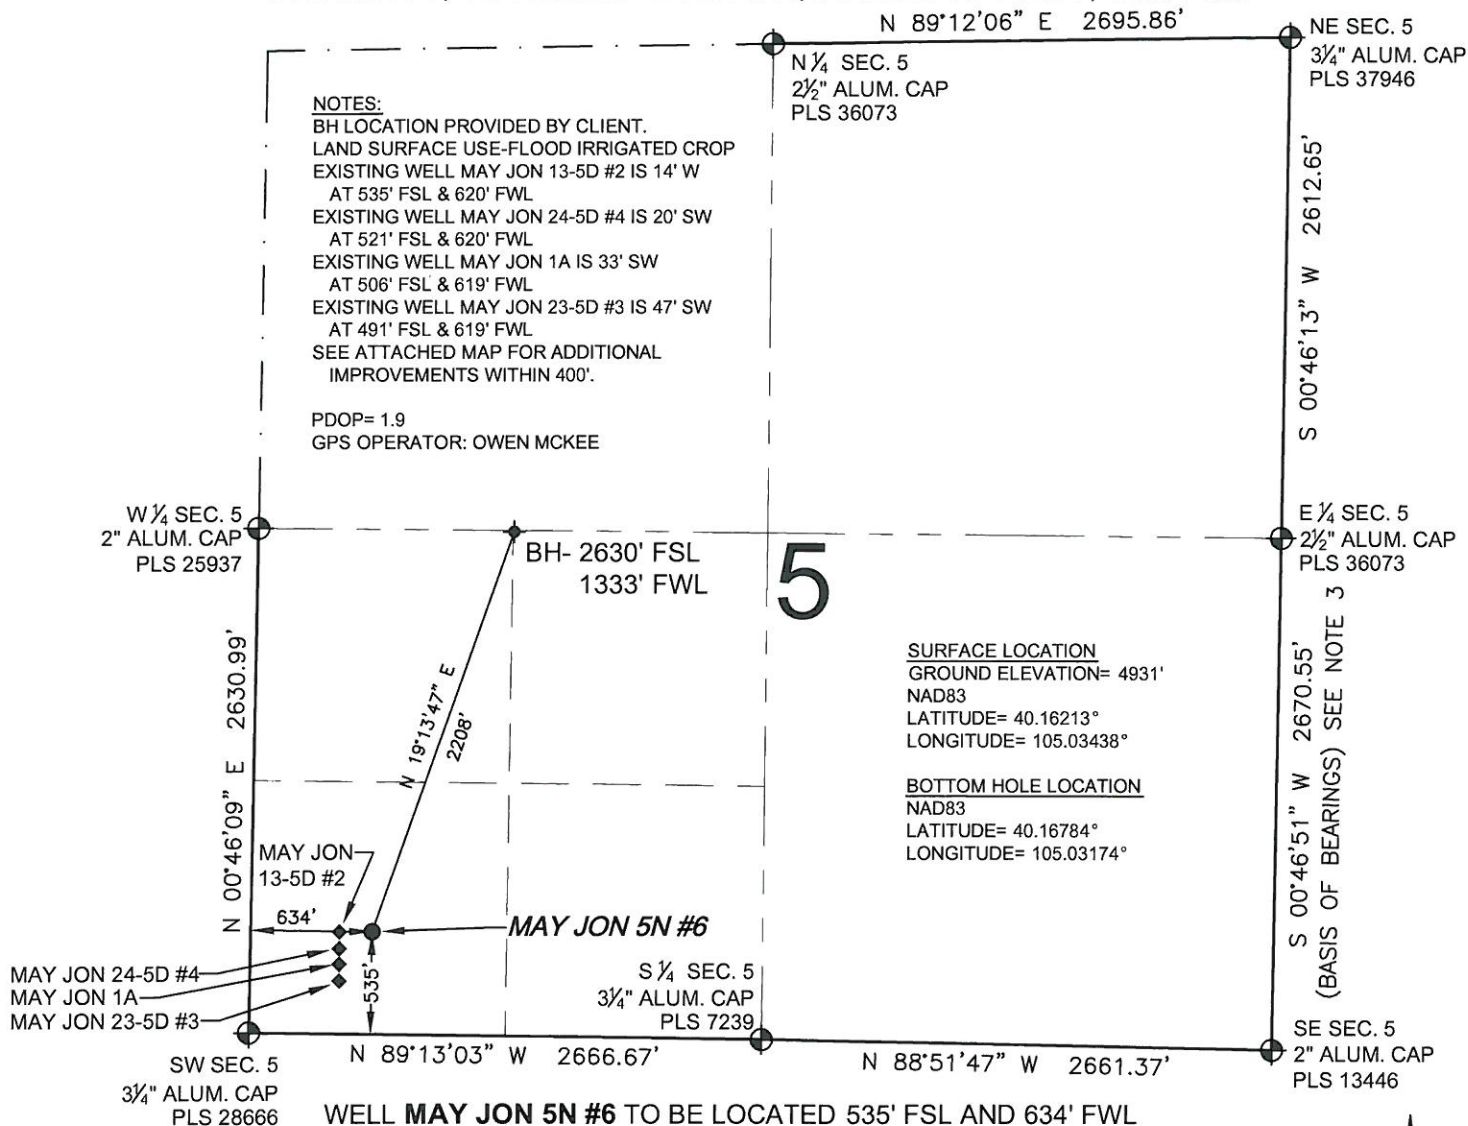 N 89°12'06" E 2695.86'
NE SEC. 5
3¼" ALUM. CAP
PLS 37946
N ¼ SEC. 5
2½" ALUM. CAP
PLS 36073
NOTES:
BH LOCATION PROVIDED BY CLIENT.
LAND SURFACE USE-FLOOD IRRIGATED CROP
EXISTING WELL MAY JON 13-5D #2 IS 14' W
AT 535' FSL & 620' FWL
EXISTING WELL MAY JON 24-5D #4 IS 20' SW
AT 521' FSL & 620' FWL
EXISTING WELL MAY JON 1A IS 33' SW
AT 506' FSL & 619' FWL
EXISTING WELL MAY JON 23-5D #3 IS 47' SW
AT 491' FSL & 619' FWL
SEE ATTACHED MAP FOR ADDITIONAL
IMPROVEMENTS WITHIN 400'.
PDOP= 1.9
GPS OPERATOR: OWEN MCKEE
S 00°46'13" W 2612.65'
W ¼ SEC. 5
2" ALUM. CAP
PLS 25937
BH- 2630' FSL
1333' FWL
5
E ¼ SEC. 5
2½" ALUM. CAP
PLS 36073
N 00°46'09" E 2630.99'
N 19°13'47" E
2208'
SURFACE LOCATION
GROUND ELEVATION= 4931'
NAD83
LATITUDE= 40.16213°
LONGITUDE= 105.03438°
BOTTOM HOLE LOCATION
NAD83
LATITUDE= 40.16784°
LONGITUDE= 105.03174°
S 00°46'51" W 2670.55'
(BASIS OF BEARINGS) SEE NOTE 3
MAY JON
13-5D #2
634'
MAY JON 5N #6
535'
MAY JON 24-5D #4
MAY JON 1A
MAY JON 23-5D #3
S ¼ SEC. 5
3¼" ALUM. CAP
PLS 7239
SW SEC. 5
3¼" ALUM. CAP
PLS 28666
N 89°13'03" W 2666.67'
N 88°51'47" W 2661.37'
SE SEC. 5
2" ALUM. CAP
PLS 13446
WELL MAY JON 5N #6 TO BE LOCATED 535' FSL AND 634' FWL